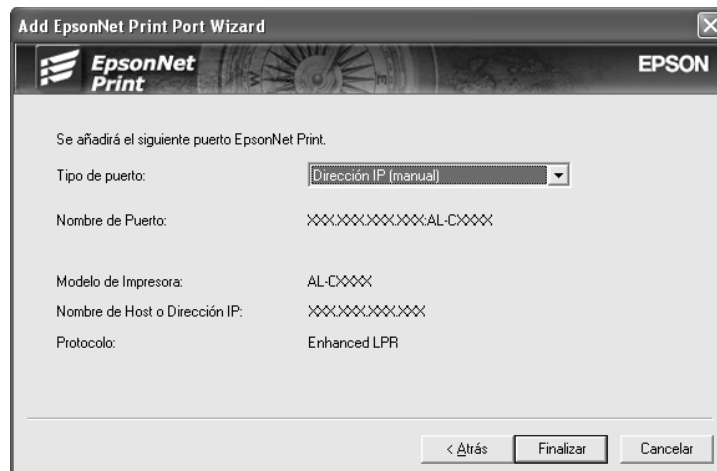 Add EpsonNet Print Port Wizard
EpsonNet
Print
EPSON
Se añadirá el siguiente puerto EpsonNet Print.
Tipo de puerto: Dirección IP (manual)
Nombre de Puerto: XXX.XXX.XXX.XXX:AL-CXXXX
Modelo de Impresora: AL-CXXXX
Nombre de Host o Dirección IP: XXX.XXX.XXX.XXX
Protocolo: Enhanced LPR
< Atrás Finalizar Cancelar